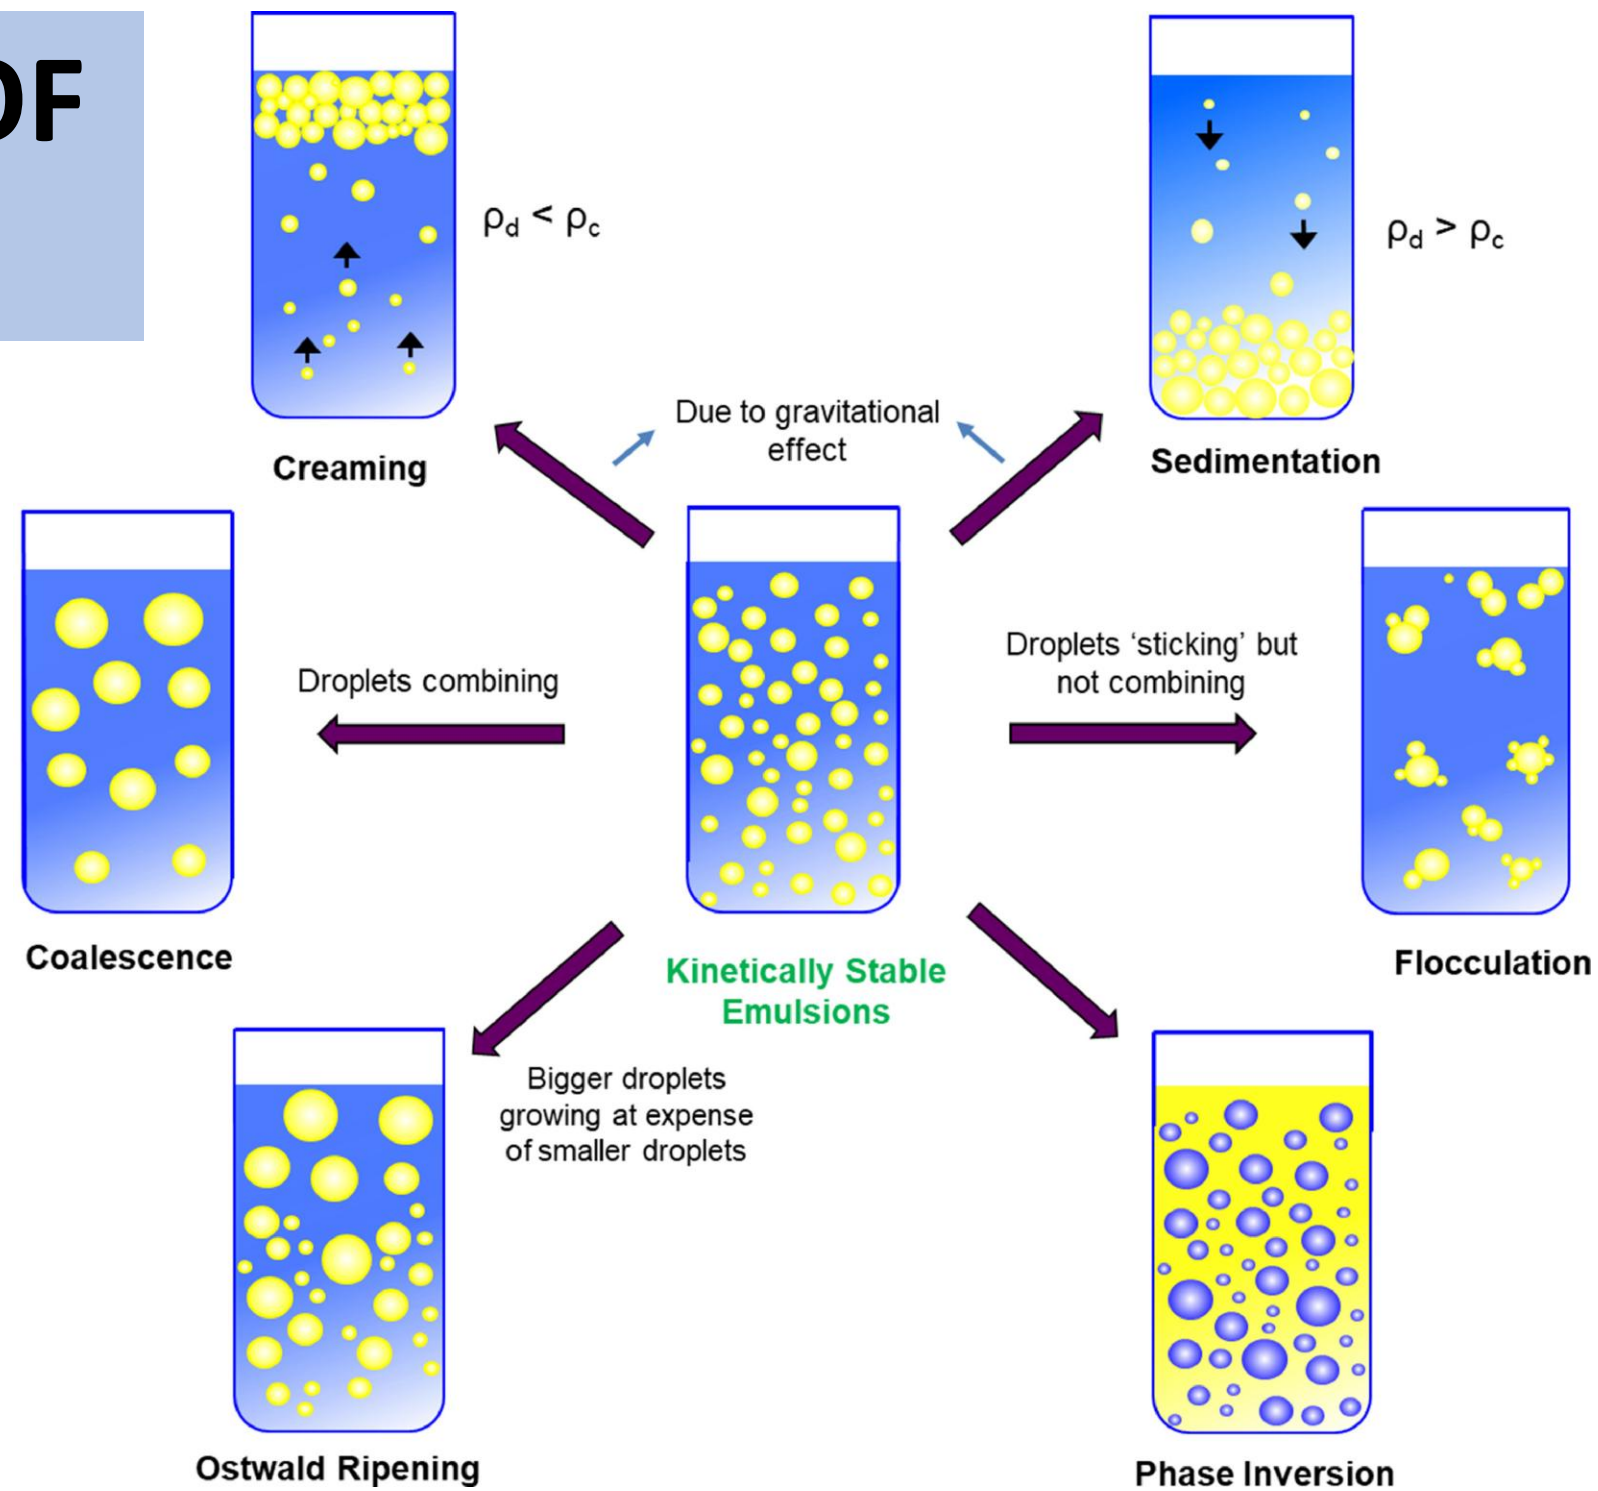 OF
ρd < ρc
ρd > ρc
Due to gravitational
effect
Creaming
Sedimentation
Droplets combining
Droplets ‘sticking’ but
not combining
Coalescence
Kinetically Stable
Emulsions
Flocculation
Bigger droplets
growing at expense
of smaller droplets
Ostwald Ripening
Phase Inversion